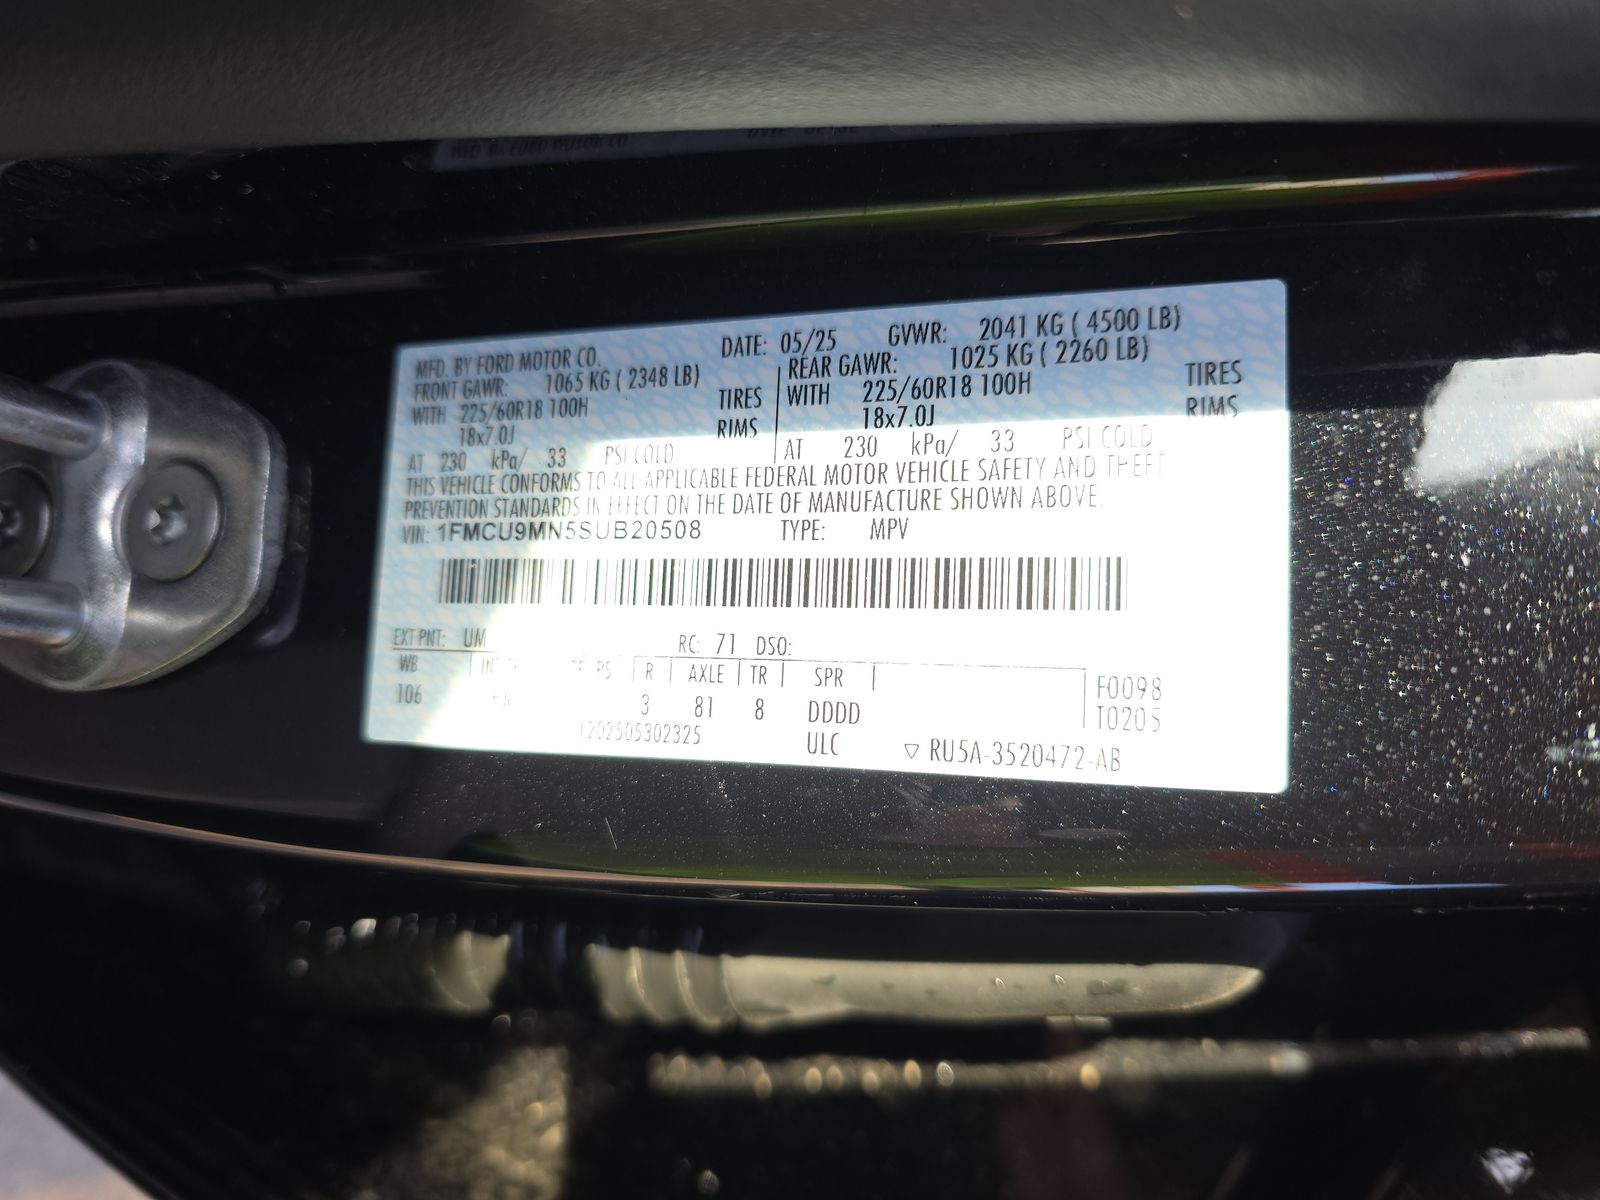 MFD. BY FORD MOTOR CO. DATE: 05/25 GVWR: 2041 KG ( 4500 LB)
FRONT GAWR: 1065 KG ( 2348 LB) REAR GAWR: 1025 KG ( 2260 LB)
WITH 225/60R18 100H TIRES WITH 225/60R18 100H TIRES
18x7.0J RIMS 18x7.0J RIMS
AT 230 kPa/ 33 PSI COLD AT 230 kPa/ 33 PSI COLD
THIS VEHICLE CONFORMS TO ALL APPLICABLE FEDERAL MOTOR VEHICLE SAFETY AND THEFT
PREVENTION STANDARDS IN EFFECT ON THE DATE OF MANUFACTURE SHOWN ABOVE.
VIN: 1FMCU9MN5SUB20508 TYPE: MPV
EXT PNT: UM RC: 71 DSO:
WB R AXLE TR SPR F0098
106 3 81 8 DDDD T0205
1202505302325 ULC ▽ RU5A-3520472-AB